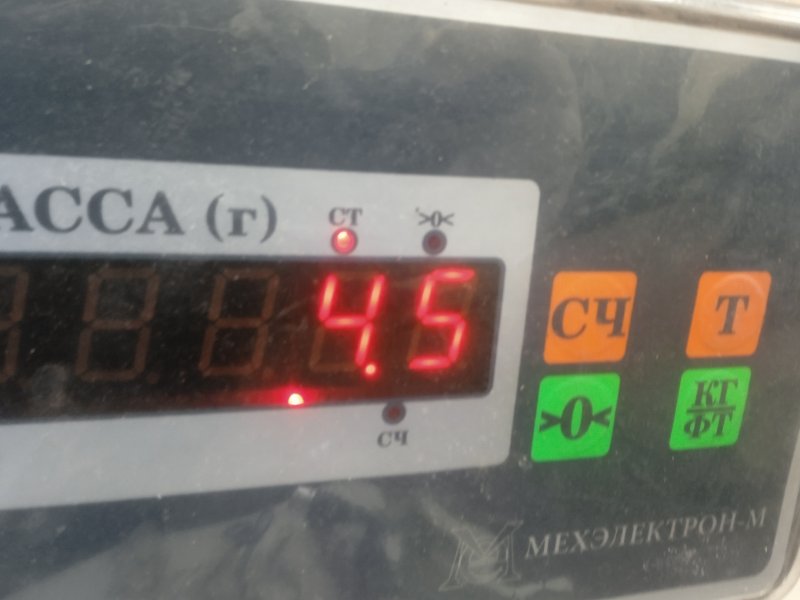 АССА (г)
СТ >0<
4.5
СЧ
СЧ Т
>0< КГ
ФТ
МЕХЭЛЕКТРОН-М